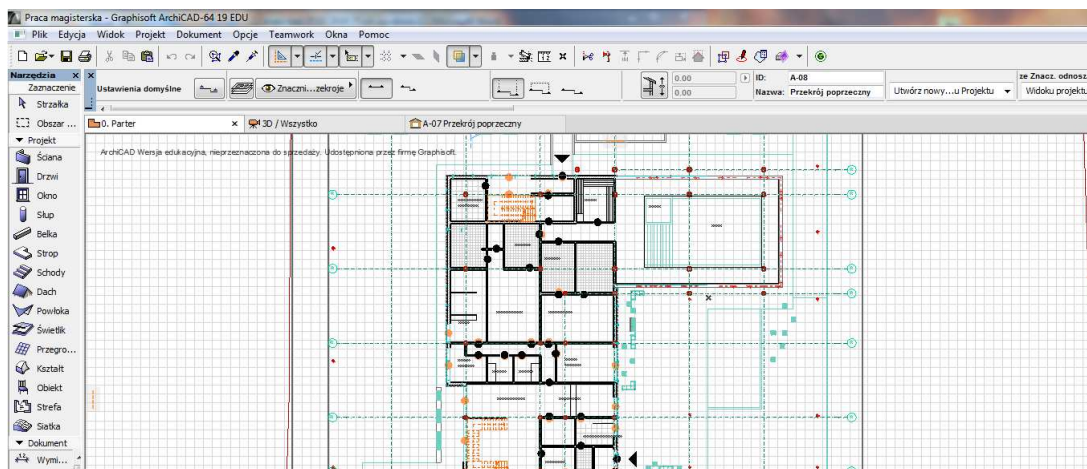 Praca magisterska - Graphisoft ArchiCAD-64 19 EDU
Plik Edycja Widok Projekt Dokument Opcje Teamwork Okna Pomoc
Narzędzia
Zaznaczenie
Strzałka
Obszar ...
Projekt
Ściana
Drzwi
Okno
Słup
Belka
Strop
Schody
Dach
Powłoka
Świetlik
Przegro...
Kształt
Obiekt
Strefa
Siatka
Dokument
Wymi...
Ustawienia domyślne
Znaczni...zekroje
0.00
0.00
ID: A-08
Nazwa: Przekrój poprzeczny
Utwórz nowy...u Projektu
ze Znacz. odnosz
Widoku projektu
0. Parter
3D / Wszystko
A-07 Przekrój poprzeczny
ArchiCAD Wersja edukacyjna, nieprzeznaczona do sprzedaży. Udostępniona przez firmę Graphisoft.